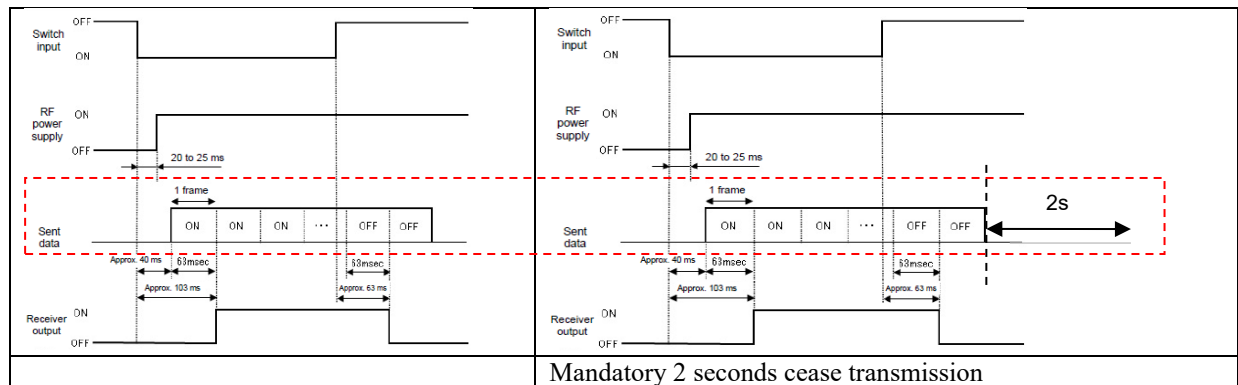 OFF
Switch
input
ON
RF
power
supply
ON
OFF
20 to 25 ms
1 frame
Sent
data
ON ON ON ⋯ OFF OFF
Approx. 40 ms 63msec 63msec
Approx. 103 ms Approx. 63 ms
Receiver
output
ON
OFF
OFF
Switch
input
ON
RF
power
supply
ON
OFF
20 to 25 ms
1 frame
2s
Sent
data
ON ON ON ⋯ OFF OFF
Approx. 40 ms 63msec 63msec
Approx. 103 ms Approx. 63 ms
Receiver
output
ON
OFF
Mandatory 2 seconds cease transmission